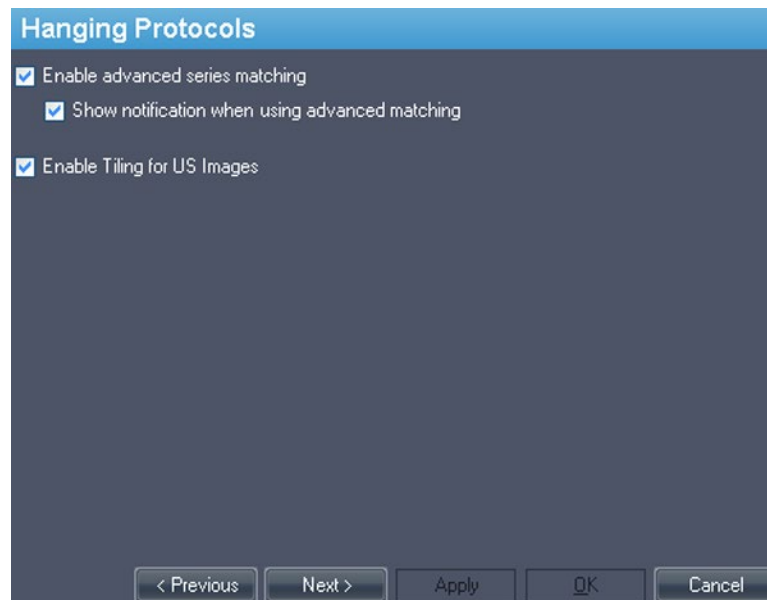 Hanging Protocols
Enable advanced series matching
Show notification when using advanced matching
Enable Tiling for US Images
< Previous Next > Apply OK Cancel